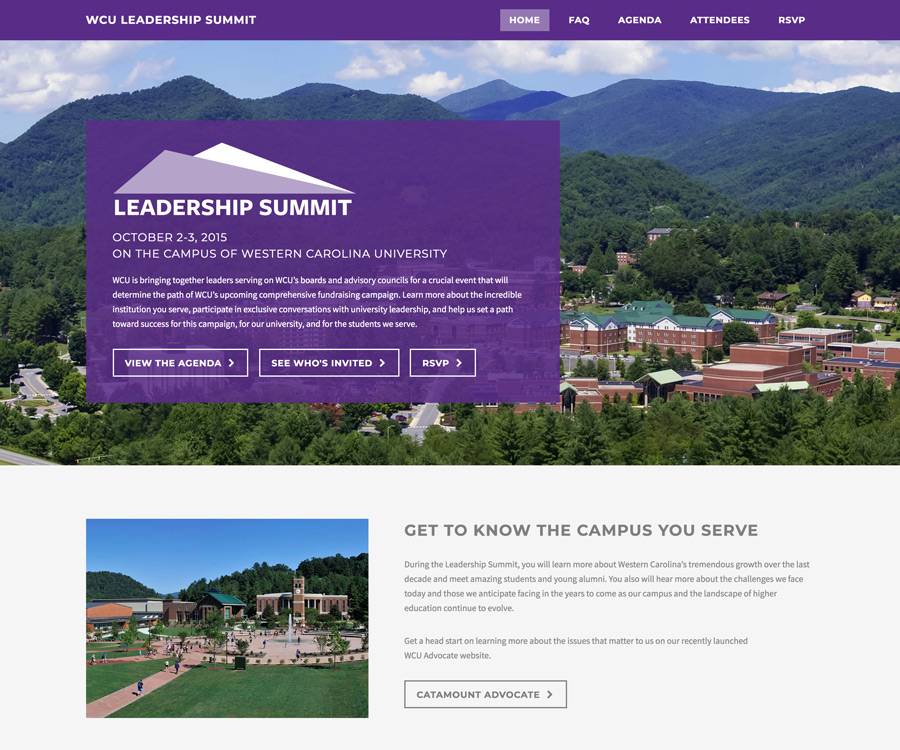 WCU LEADERSHIP SUMMIT
HOME FAQ AGENDA ATTENDEES RSVP
LEADERSHIP SUMMIT
OCTOBER 2-3, 2015
ON THE CAMPUS OF WESTERN CAROLINA UNIVERSITY
WCU is bringing together leaders serving on WCU's boards and advisory councils for a crucial event that will
determine the path of WCU's upcoming comprehensive fundraising campaign. Learn more about the incredible
institution you serve, participate in exclusive conversations with university leadership, and help us set a path
toward success for this campaign, for our university, and for the students we serve.
VIEW THE AGENDA SEE WHO'S INVITED RSVP
GET TO KNOW THE CAMPUS YOU SERVE
During the Leadership Summit, you will learn more about Western Carolina's tremendous growth over the last
decade and meet amazing students and young alumni. You also will hear more about the challenges we face
today and those we anticipate facing in the years to come as our campus and the landscape of higher
education continue to evolve.
Get a head start on learning more about the issues that matter to us on our recently launched
WCU Advocate website.
CATAMOUNT ADVOCATE